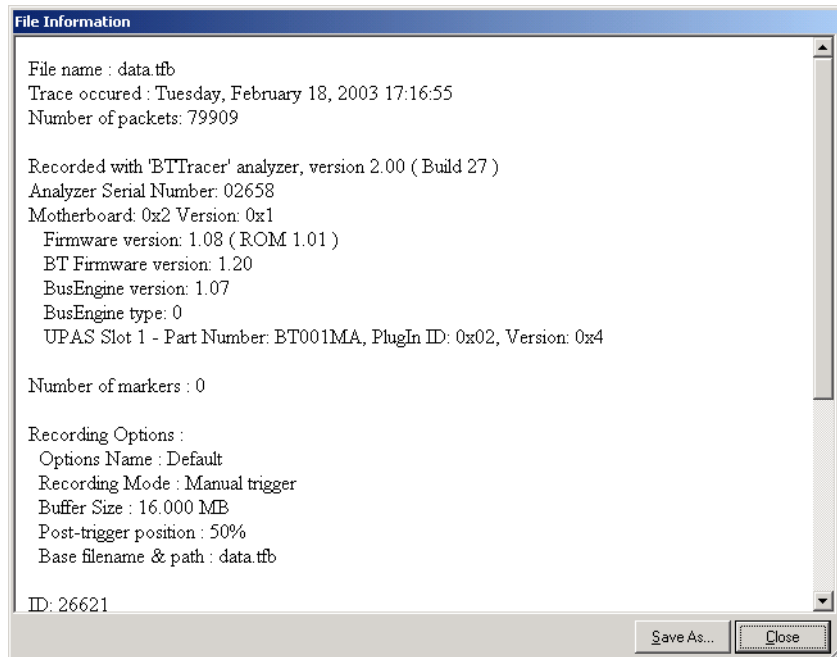 File Information
File name : data.tfb
Trace occured : Tuesday, February 18, 2003 17:16:55
Number of packets: 79909
Recorded with 'BTTracer' analyzer, version 2.00 ( Build 27 )
Analyzer Serial Number: 02658
Motherboard: 0x2 Version: 0x1
Firmware version: 1.08 ( ROM 1.01 )
BT Firmware version: 1.20
BusEngine version: 1.07
BusEngine type: 0
UPAS Slot 1 - Part Number: BT001MA, PlugIn ID: 0x02, Version: 0x4
Number of markers : 0
Recording Options :
Options Name : Default
Recording Mode : Manual trigger
Buffer Size : 16.000 MB
Post-trigger position : 50%
Base filename & path : data.tfb
ID: 26621
Save As...
Close